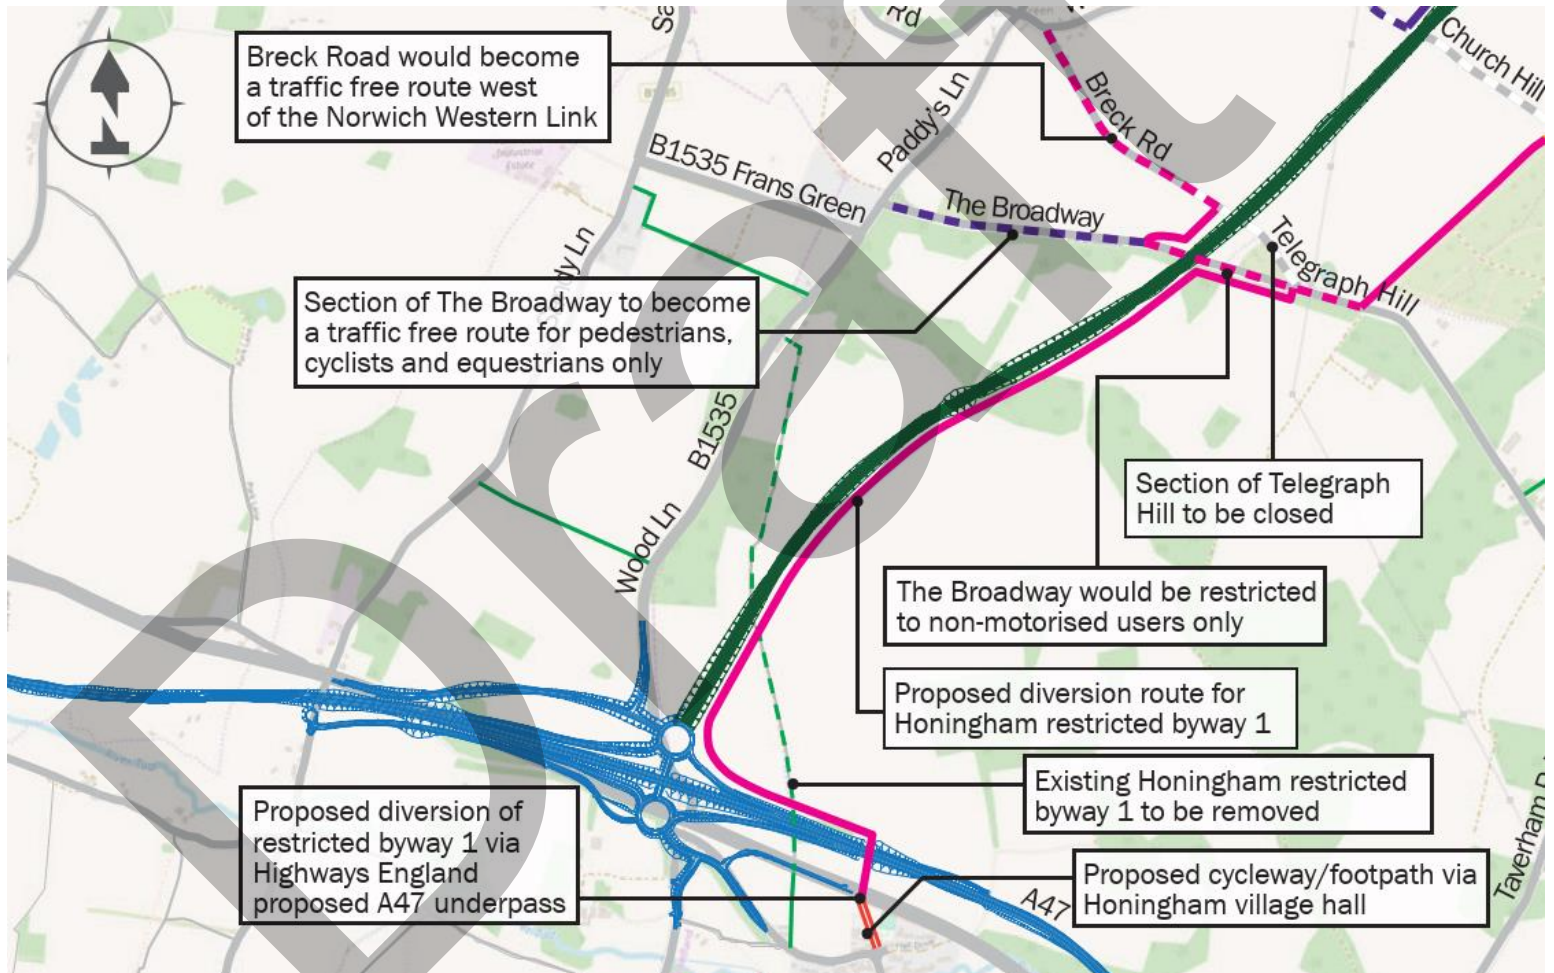 Rd
Sa
Church Hill
Breck Road would become
a traffic free route west
of the Norwich Western Link
Breck Rd
Paddy's Ln
B1535 Frans Green
The Broadway
Telegraph Hill
Sandy Ln
Section of The Broadway to become
a traffic free route for pedestrians,
cyclists and equestrians only
B1535
Section of Telegraph
Hill to be closed
Wood Ln
The Broadway would be restricted
to non-motorised users only
Proposed diversion route for
Honingham restricted byway 1
Existing Honingham restricted
byway 1 to be removed
Proposed diversion of
restricted byway 1 via
Highways England
proposed A47 underpass
Proposed cycleway/footpath via
Honingham village hall
A47
Taverham
Draft